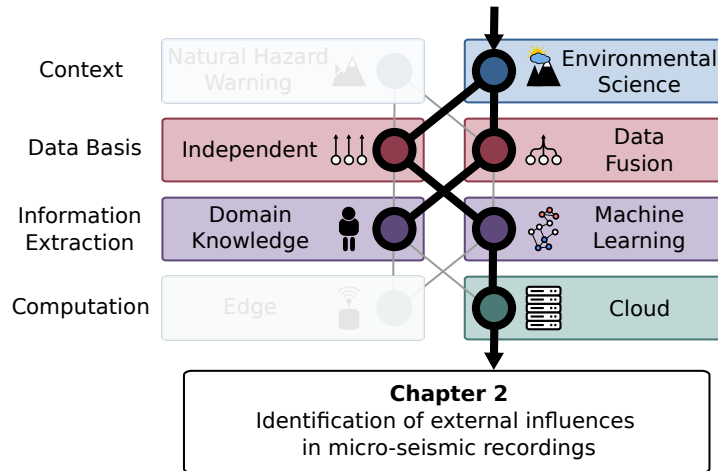 Context
Natural Hazard
Warning
Environmental
Science
Data Basis
Independent
Data
Fusion
Information
Extraction
Domain
Knowledge
Machine
Learning
Computation
Edge
Cloud
Chapter 2
Identification of external influences
in micro-seismic recordings